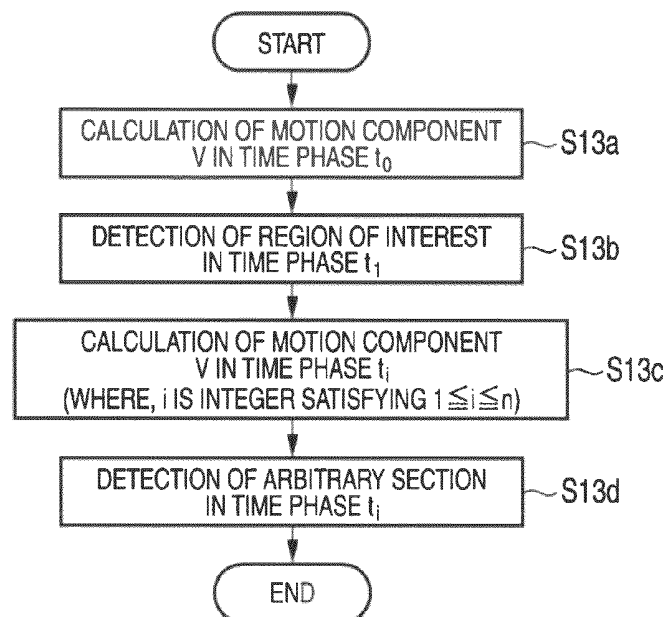 START
CALCULATION OF MOTION COMPONENT
V IN TIME PHASE t₀
S13a
DETECTION OF REGION OF INTEREST
IN TIME PHASE t₁
S13b
CALCULATION OF MOTION COMPONENT
V IN TIME PHASE tᵢ
(WHERE, i IS INTEGER SATISFYING 1≦i≦n)
S13c
DETECTION OF ARBITRARY SECTION
IN TIME PHASE tᵢ
S13d
END